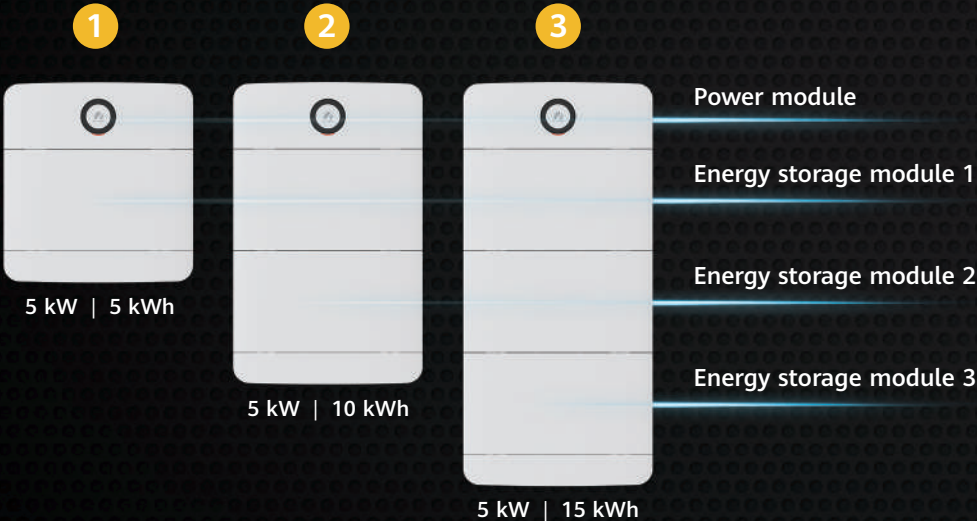 1
2
3
Power module
Energy storage module 1
Energy storage module 2
Energy storage module 3
5 kW | 5 kWh
5 kW | 10 kWh
5 kW | 15 kWh